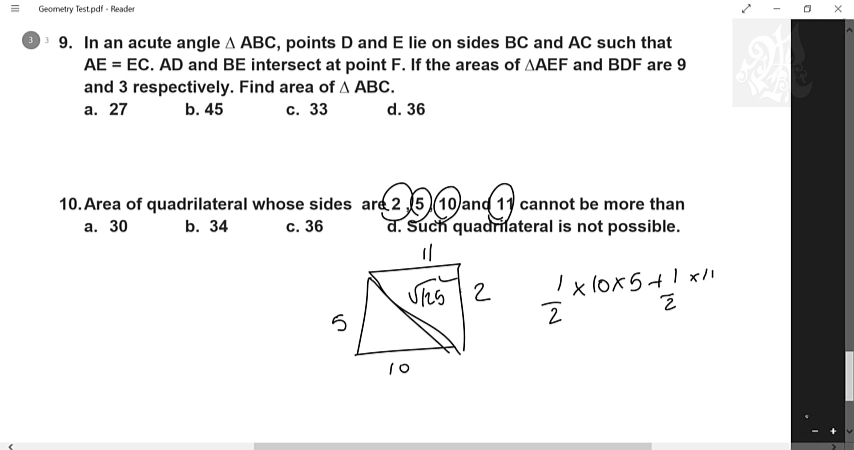 Geometry Test.pdf - Reader
3 3 9. In an acute angle Δ ABC, points D and E lie on sides BC and AC such that
AE = EC. AD and BE intersect at point F. If the areas of ΔAEF and BDF are 9
and 3 respectively. Find area of Δ ABC.
a. 27 b. 45 c. 33 d. 36
10. Area of quadrilateral whose sides are 2 , 5 , 10 and 11 cannot be more than
a. 30 b. 34 c. 36 d. Such quadrilateral is not possible.
11
√125 2
5
10
1/2 × 10 × 5 + 1/2 × 11